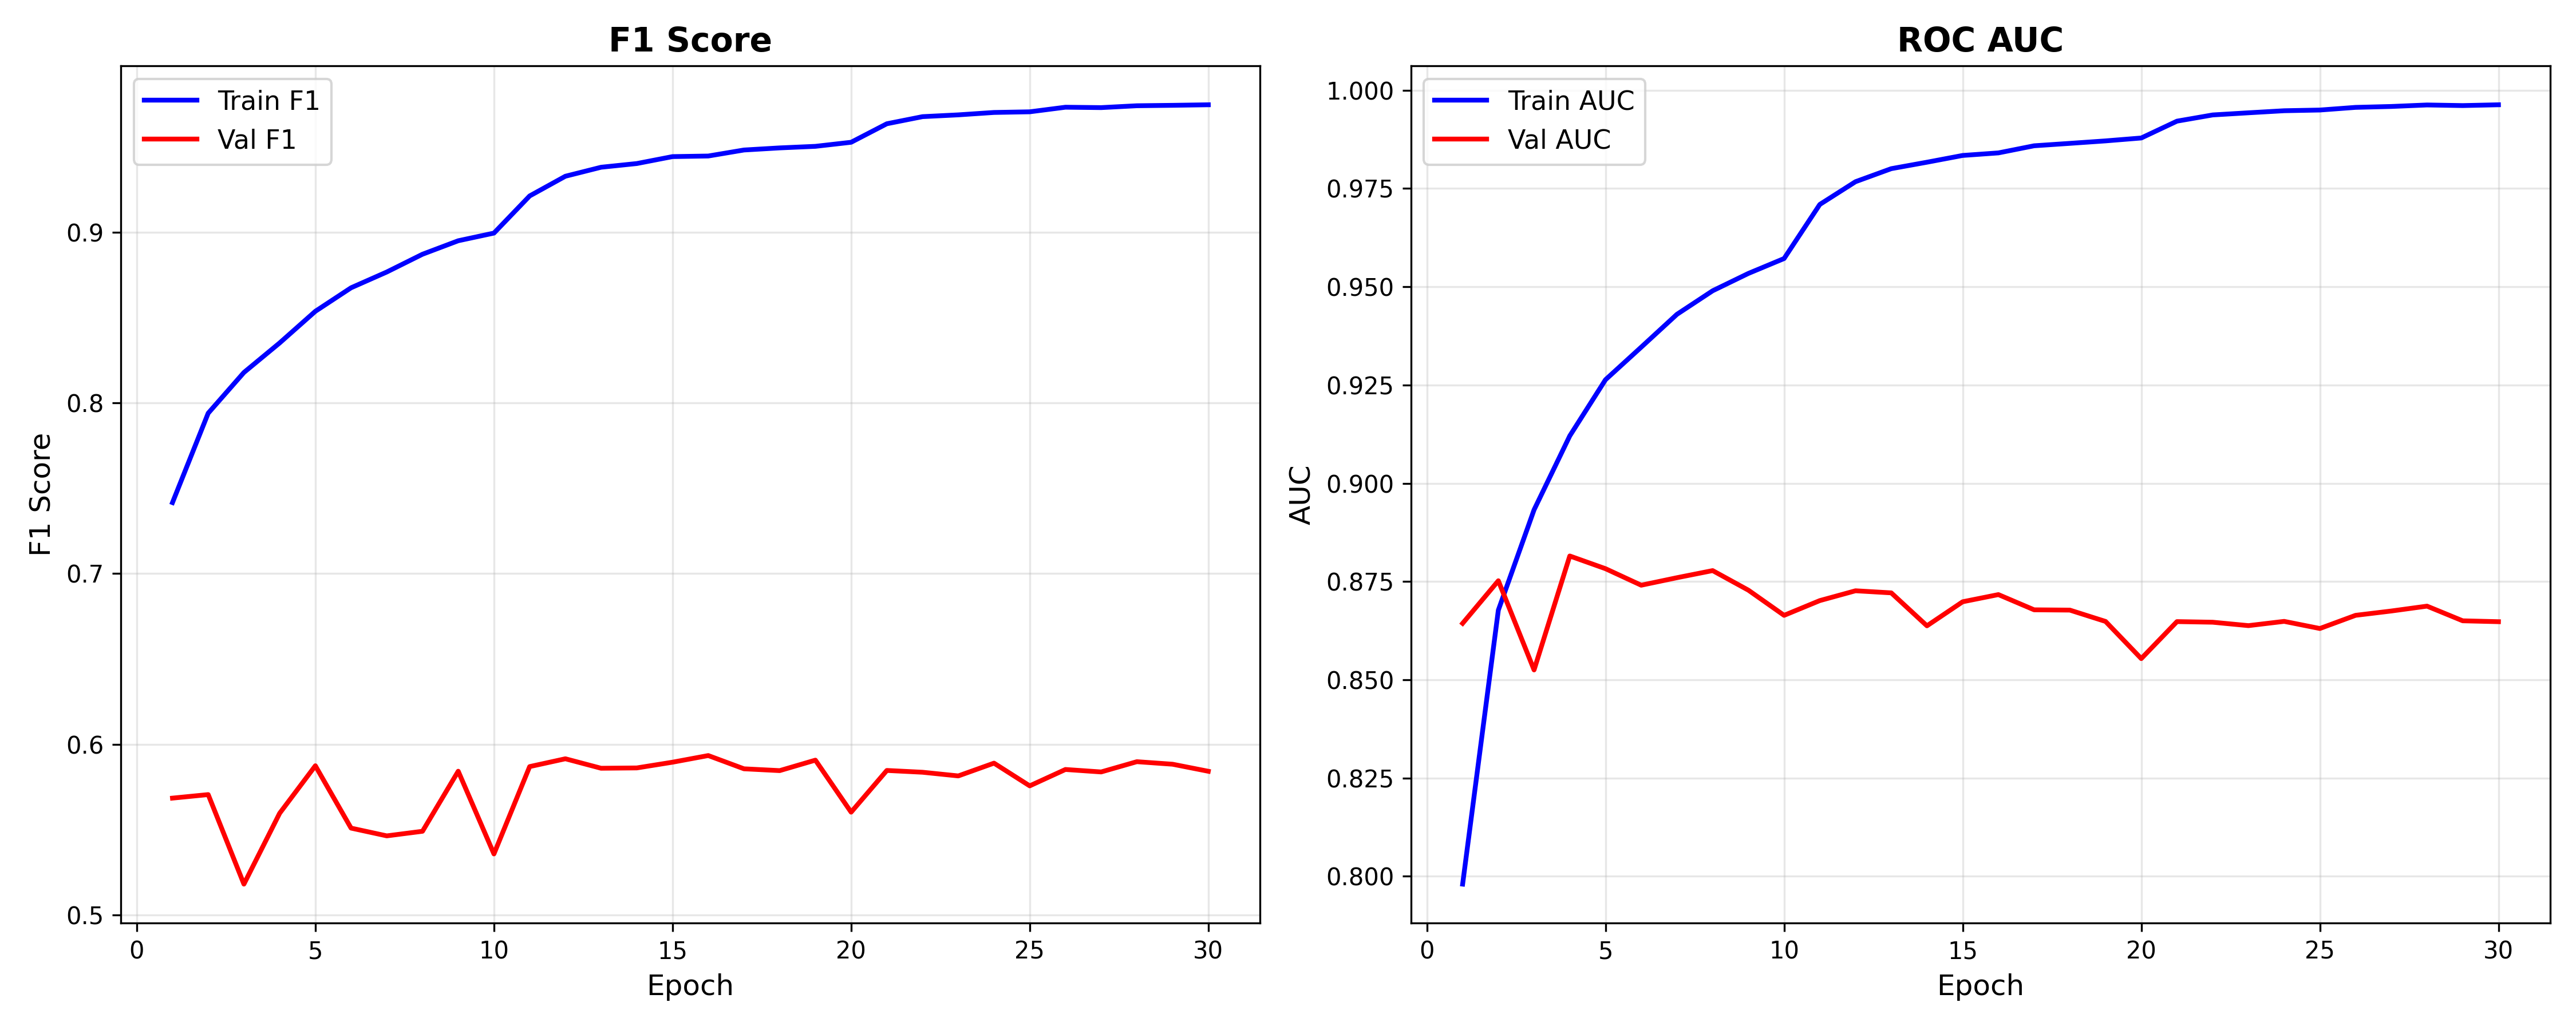 F1 Score
Train F1
Val F1
0.9
0.8
0.7
0.6
0.5
F1 Score
0 5 10 15 20 25 30
Epoch
ROC AUC
Train AUC
Val AUC
1.000
0.975
0.950
0.925
0.900
0.875
0.850
0.825
0.800
AUC
0 5 10 15 20 25 30
Epoch